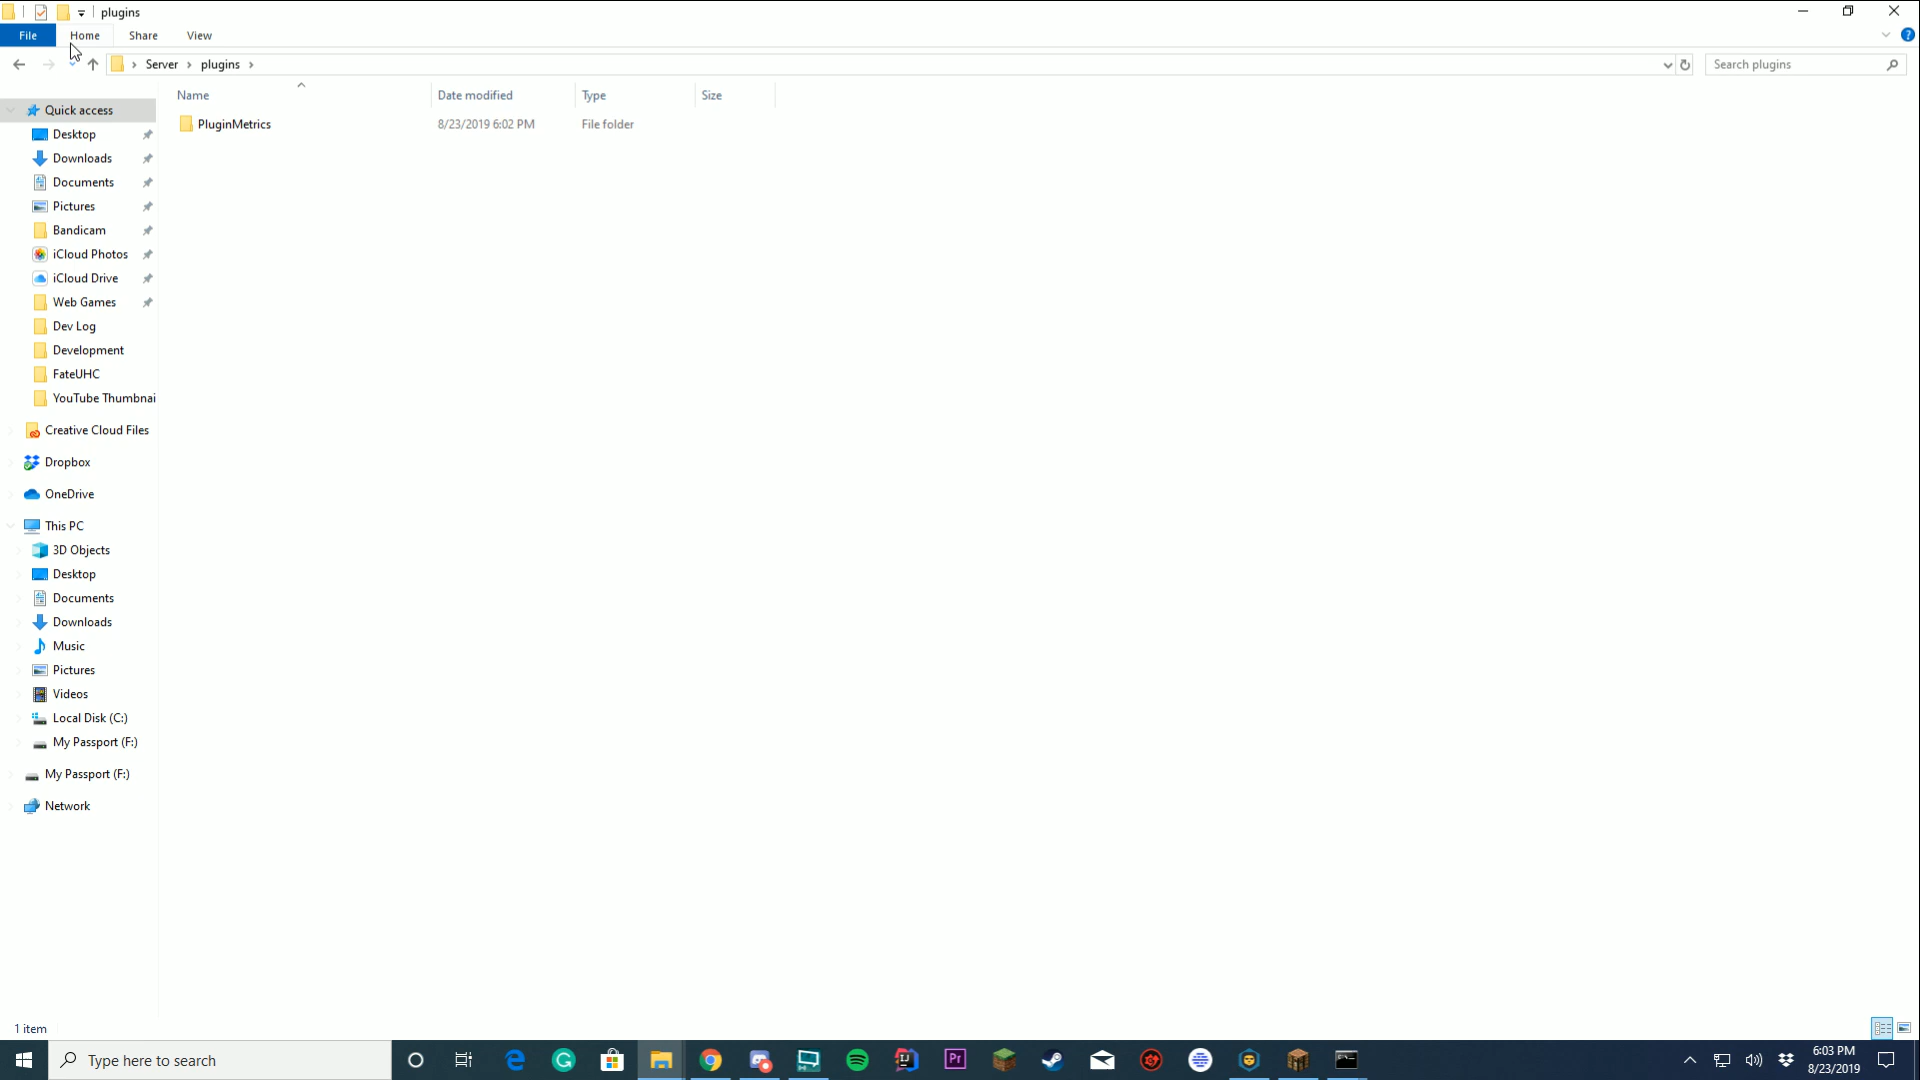 plugins
File Home Share View
Server plugins Search plugins
Name Date modified Type Size
PluginMetrics 8/23/2019 6:02 PM File folder
Quick access
Desktop
Downloads
Documents
Pictures
Bandicam
iCloud Photos
iCloud Drive
Web Games
Dev Log
Development
FateUHC
YouTube Thumbnai
Creative Cloud Files
Dropbox
OneDrive
This PC
3D Objects
Desktop
Documents
Downloads
Music
Pictures
Videos
Local Disk (C:)
My Passport (F:)
My Passport (F:)
Network
1 item
Type here to search
6:03 PM
8/23/2019